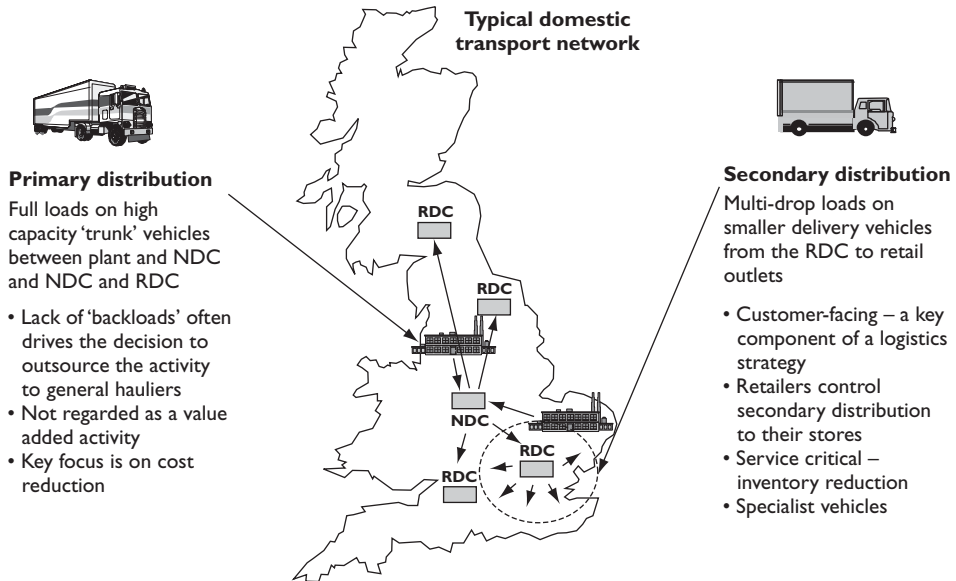 Typical domestic
transport network
Primary distribution
Full loads on high
capacity ‘trunk’ vehicles
between plant and NDC
and NDC and RDC
• Lack of ‘backloads’ often
drives the decision to
outsource the activity
to general hauliers
• Not regarded as a value
added activity
• Key focus is on cost
reduction
RDC
RDC
NDC
RDC
RDC
Secondary distribution
Multi-drop loads on
smaller delivery vehicles
from the RDC to retail
outlets
• Customer-facing – a key
component of a logistics
strategy
• Retailers control
secondary distribution
to their stores
• Service critical –
inventory reduction
• Specialist vehicles